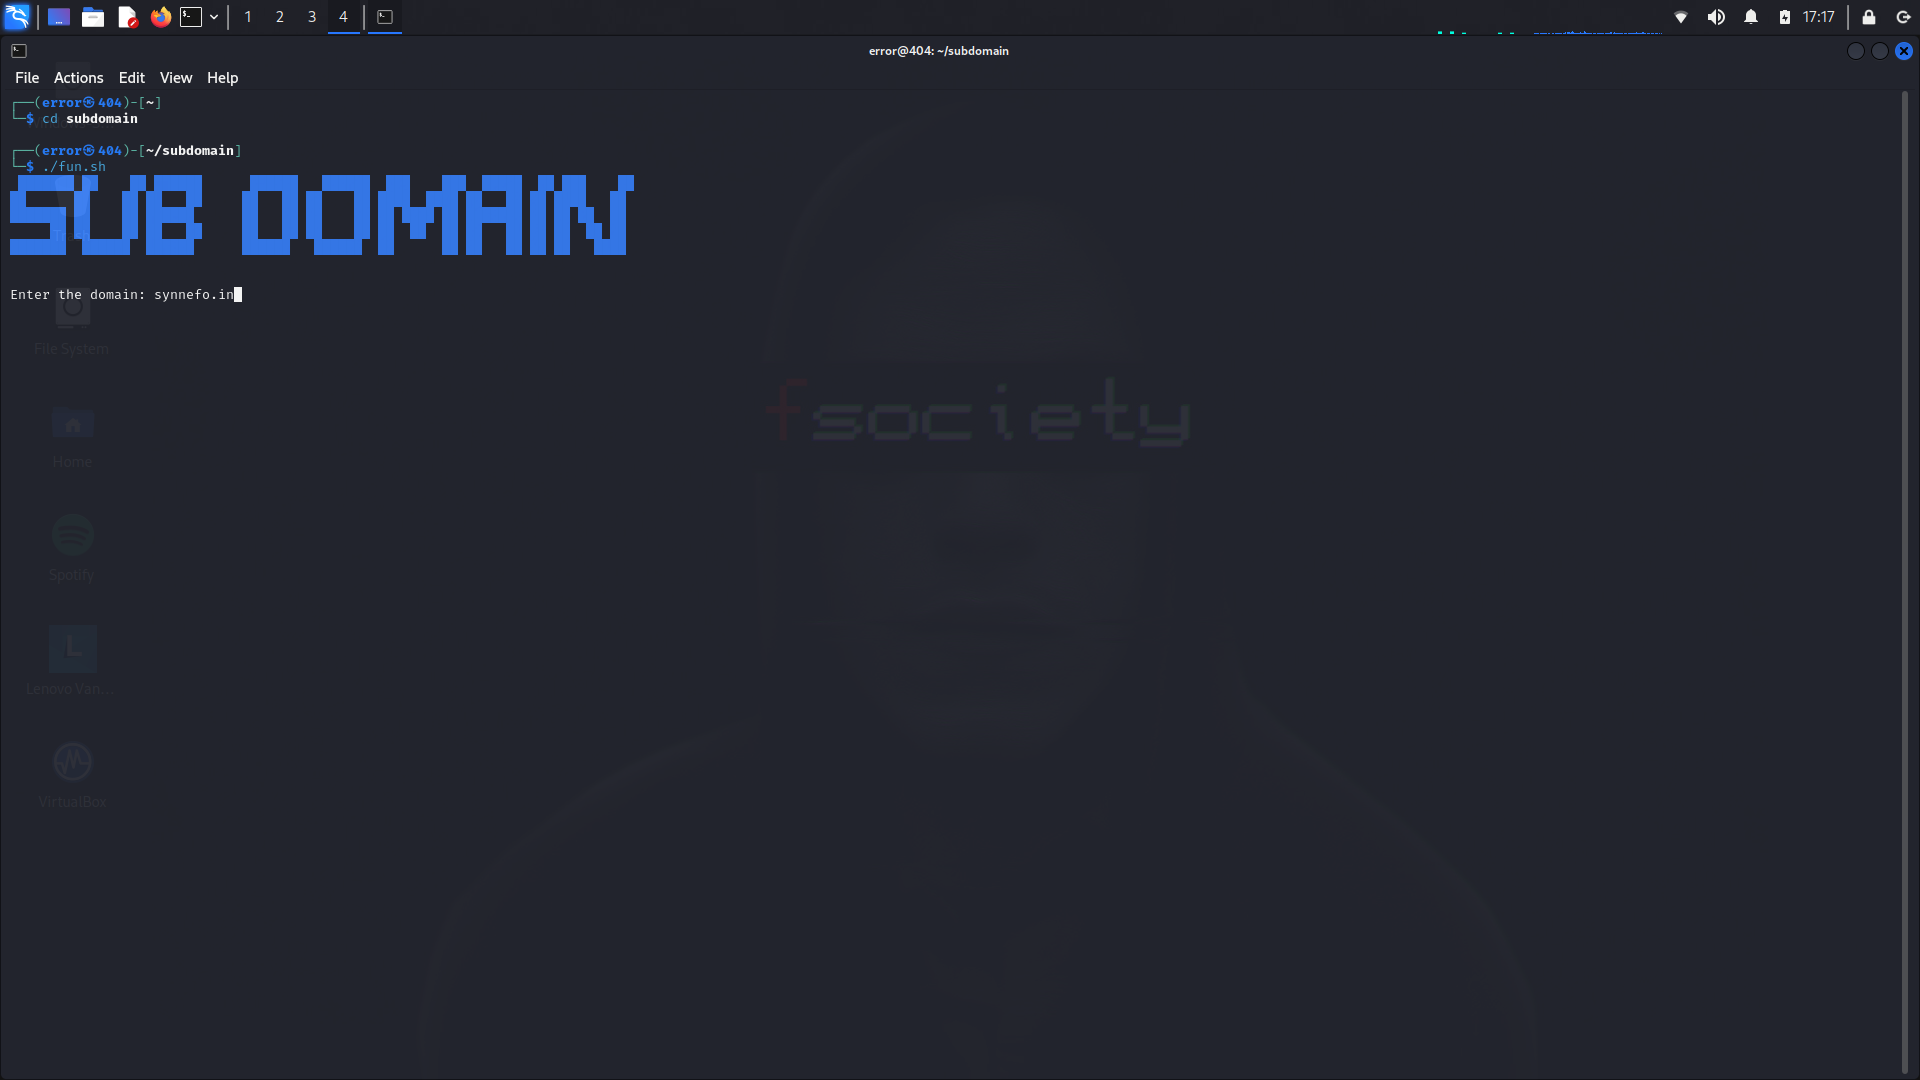 1 2 3 4 17:17
error@404: ~/subdomain
File Actions Edit View Help
┌──(error㉿404)-[~]
└─$ cd subdomain
┌──(error㉿404)-[~/subdomain]
└─$ ./fun.sh
SUB DOMAIN
Trash
Enter the domain: synnefo.in
File System
fsociety
Home
Spotify
L
Lenovo Van...
VirtualBox